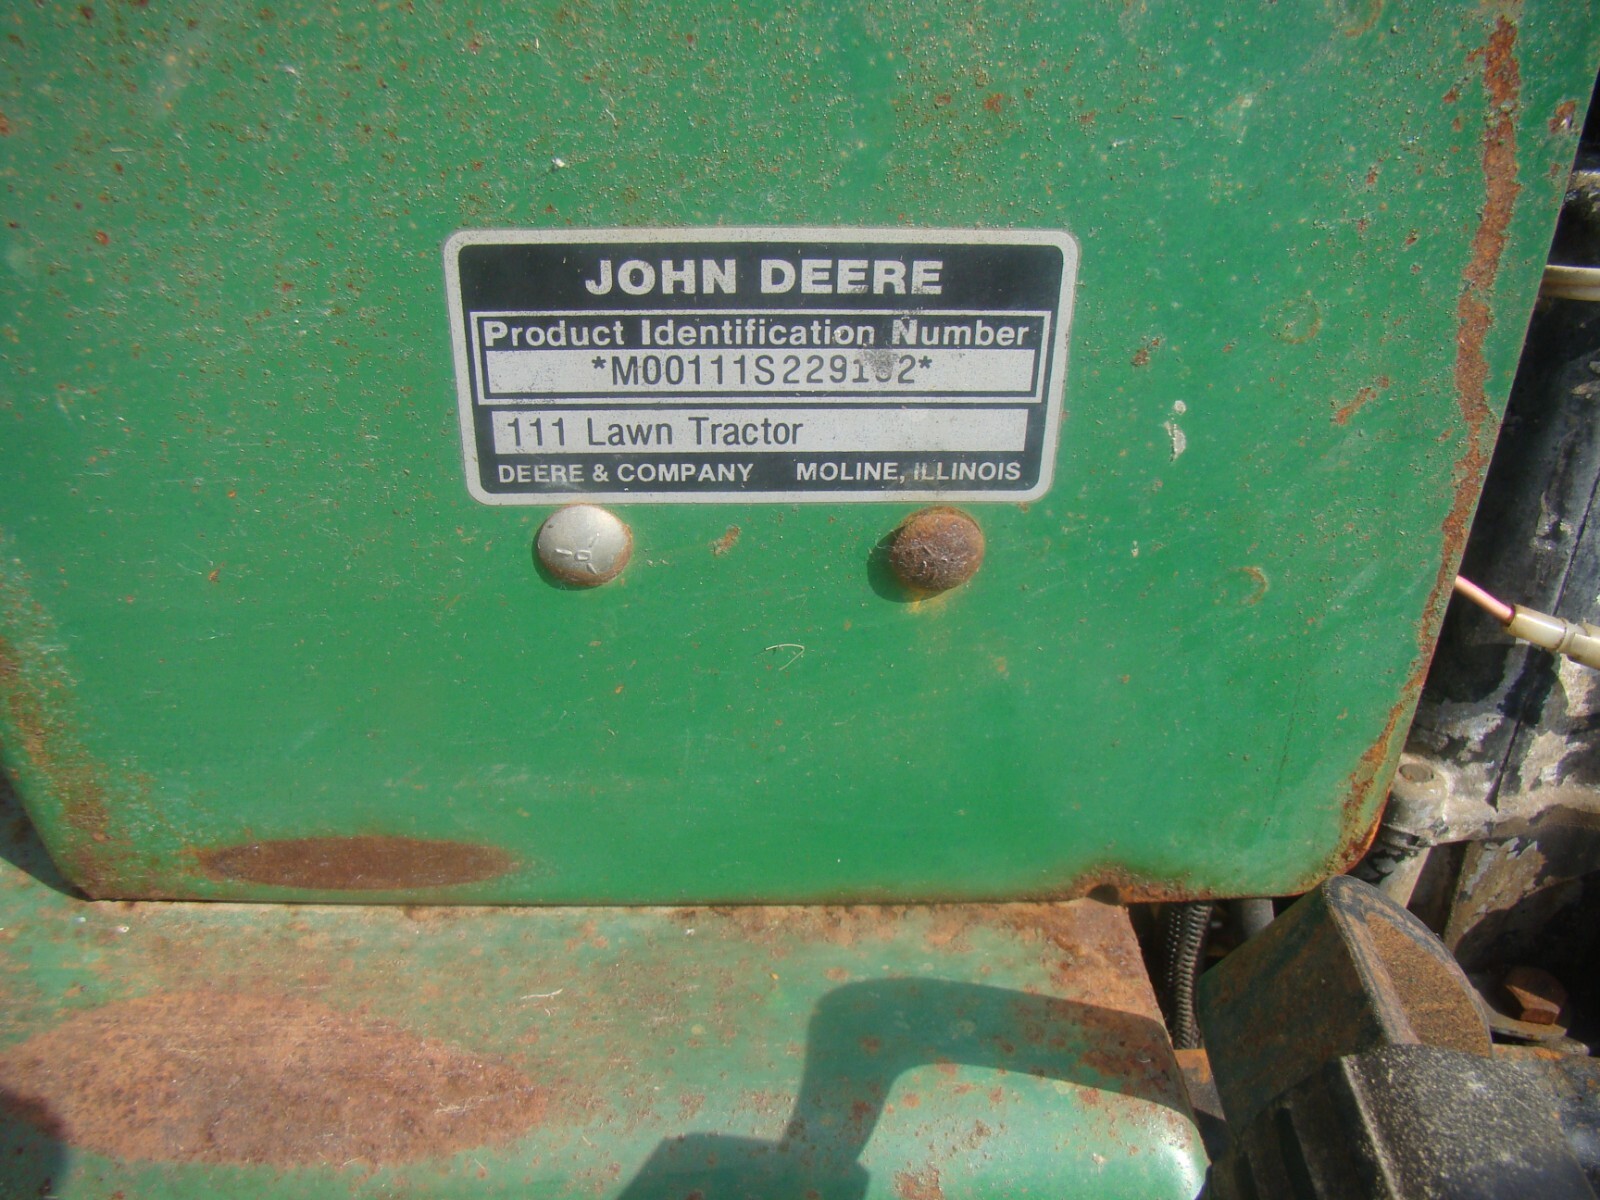 JOHN DEERE
Product Identification Number
111 Lawn Tractor
DEERE & COMPANY MOLINE, ILLINOIS